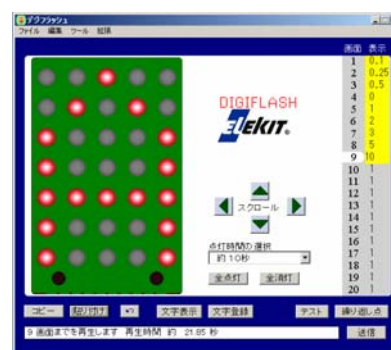 デジフラッシュ
ファイル 編集 ツール 拡張
画面 表示
1 0.1
2 0.25
3 0.5
4 0
5 1
6 2
7 3
8 5
9 10
10 1
11 1
12 1
13 1
14 1
15 1
16 1
17 1
18 1
19 1
20 1
DIGIFLASH
ELEKIT.
スクロール
点灯時間の選択
約10秒
全点灯 全消灯
コピー 貼り付け 文字表示 文字登録 テスト 繰り返し点
9 画面までを再生します 再生時間 約 21.85 秒 送信